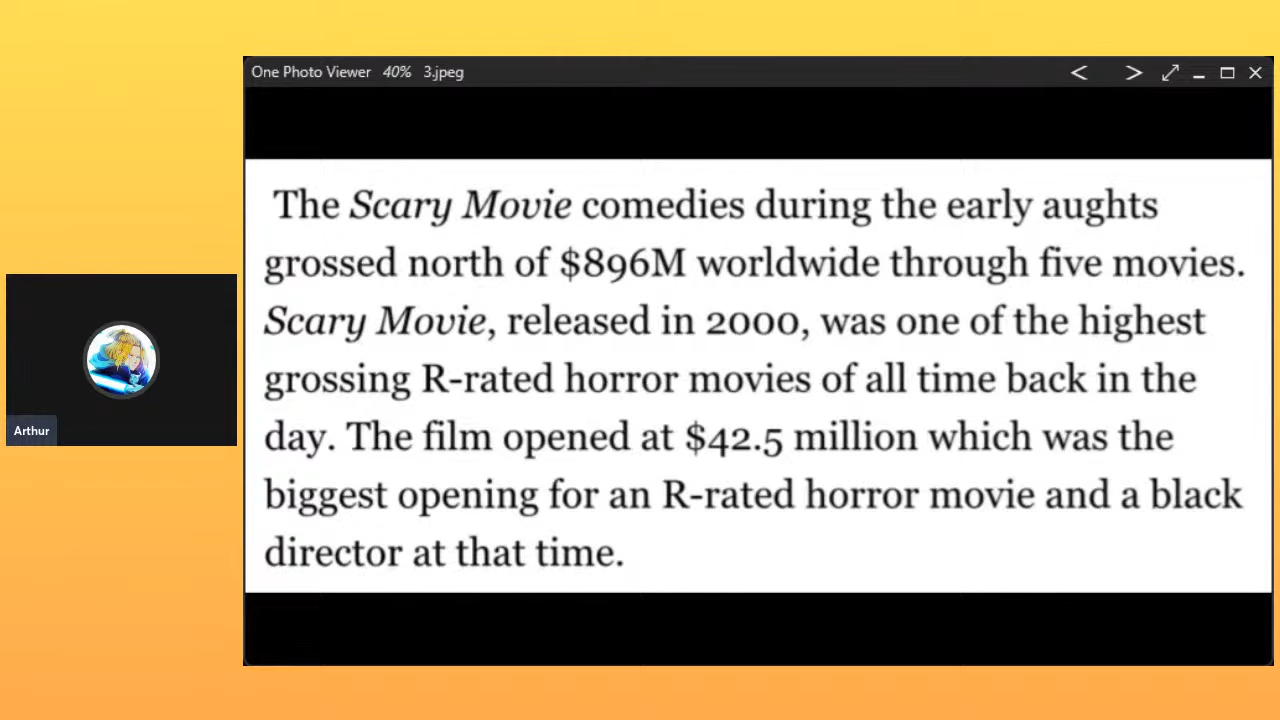 One Photo Viewer 40% 3.jpeg
The Scary Movie comedies during the early aughts
grossed north of $896M worldwide through five movies.
Scary Movie, released in 2000, was one of the highest
grossing R-rated horror movies of all time back in the
day. The film opened at $42.5 million which was the
biggest opening for an R-rated horror movie and a black
director at that time.
Arthur